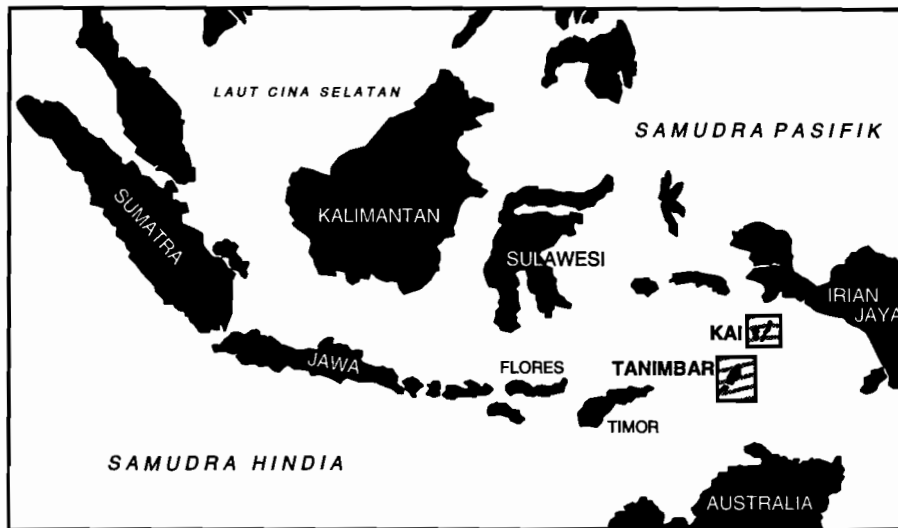 LAUT CINA SELATAN
SAMUDRA PASIFIK
SUMATRA
KALIMANTAN
SULAWESI
IRIAN
JAYA
KAI
JAWA
FLORES
TANIMBAR
TIMOR
SAMUDRA HINDIA
AUSTRALIA